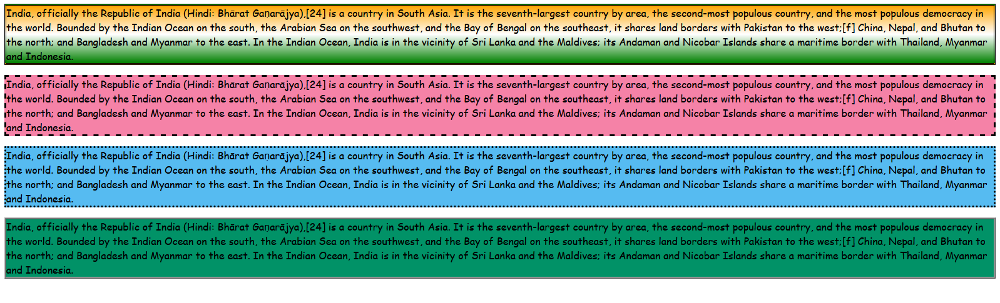 India, officially the Republic of India (Hindi: Bhārat Gaṇarājya),[24] is a country in South Asia. It is the seventh-largest country by area, the second-most populous country, and the most populous democracy in
the world. Bounded by the Indian Ocean on the south, the Arabian Sea on the southwest, and the Bay of Bengal on the southeast, it shares land borders with Pakistan to the west;[f] China, Nepal, and Bhutan to
the north; and Bangladesh and Myanmar to the east. In the Indian Ocean, India is in the vicinity of Sri Lanka and the Maldives; its Andaman and Nicobar Islands share a maritime border with Thailand, Myanmar
and Indonesia.
India, officially the Republic of India (Hindi: Bhārat Gaṇarājya),[24] is a country in South Asia. It is the seventh-largest country by area, the second-most populous country, and the most populous democracy in
the world. Bounded by the Indian Ocean on the south, the Arabian Sea on the southwest, and the Bay of Bengal on the southeast, it shares land borders with Pakistan to the west;[f] China, Nepal, and Bhutan to
the north; and Bangladesh and Myanmar to the east. In the Indian Ocean, India is in the vicinity of Sri Lanka and the Maldives; its Andaman and Nicobar Islands share a maritime border with Thailand, Myanmar
and Indonesia.
India, officially the Republic of India (Hindi: Bhārat Gaṇarājya),[24] is a country in South Asia. It is the seventh-largest country by area, the second-most populous country, and the most populous democracy in
the world. Bounded by the Indian Ocean on the south, the Arabian Sea on the southwest, and the Bay of Bengal on the southeast, it shares land borders with Pakistan to the west;[f] China, Nepal, and Bhutan to
the north; and Bangladesh and Myanmar to the east. In the Indian Ocean, India is in the vicinity of Sri Lanka and the Maldives; its Andaman and Nicobar Islands share a maritime border with Thailand, Myanmar
and Indonesia.
India, officially the Republic of India (Hindi: Bhārat Gaṇarājya),[24] is a country in South Asia. It is the seventh-largest country by area, the second-most populous country, and the most populous democracy in
the world. Bounded by the Indian Ocean on the south, the Arabian Sea on the southwest, and the Bay of Bengal on the southeast, it shares land borders with Pakistan to the west;[f] China, Nepal, and Bhutan to
the north; and Bangladesh and Myanmar to the east. In the Indian Ocean, India is in the vicinity of Sri Lanka and the Maldives; its Andaman and Nicobar Islands share a maritime border with Thailand, Myanmar
and Indonesia.